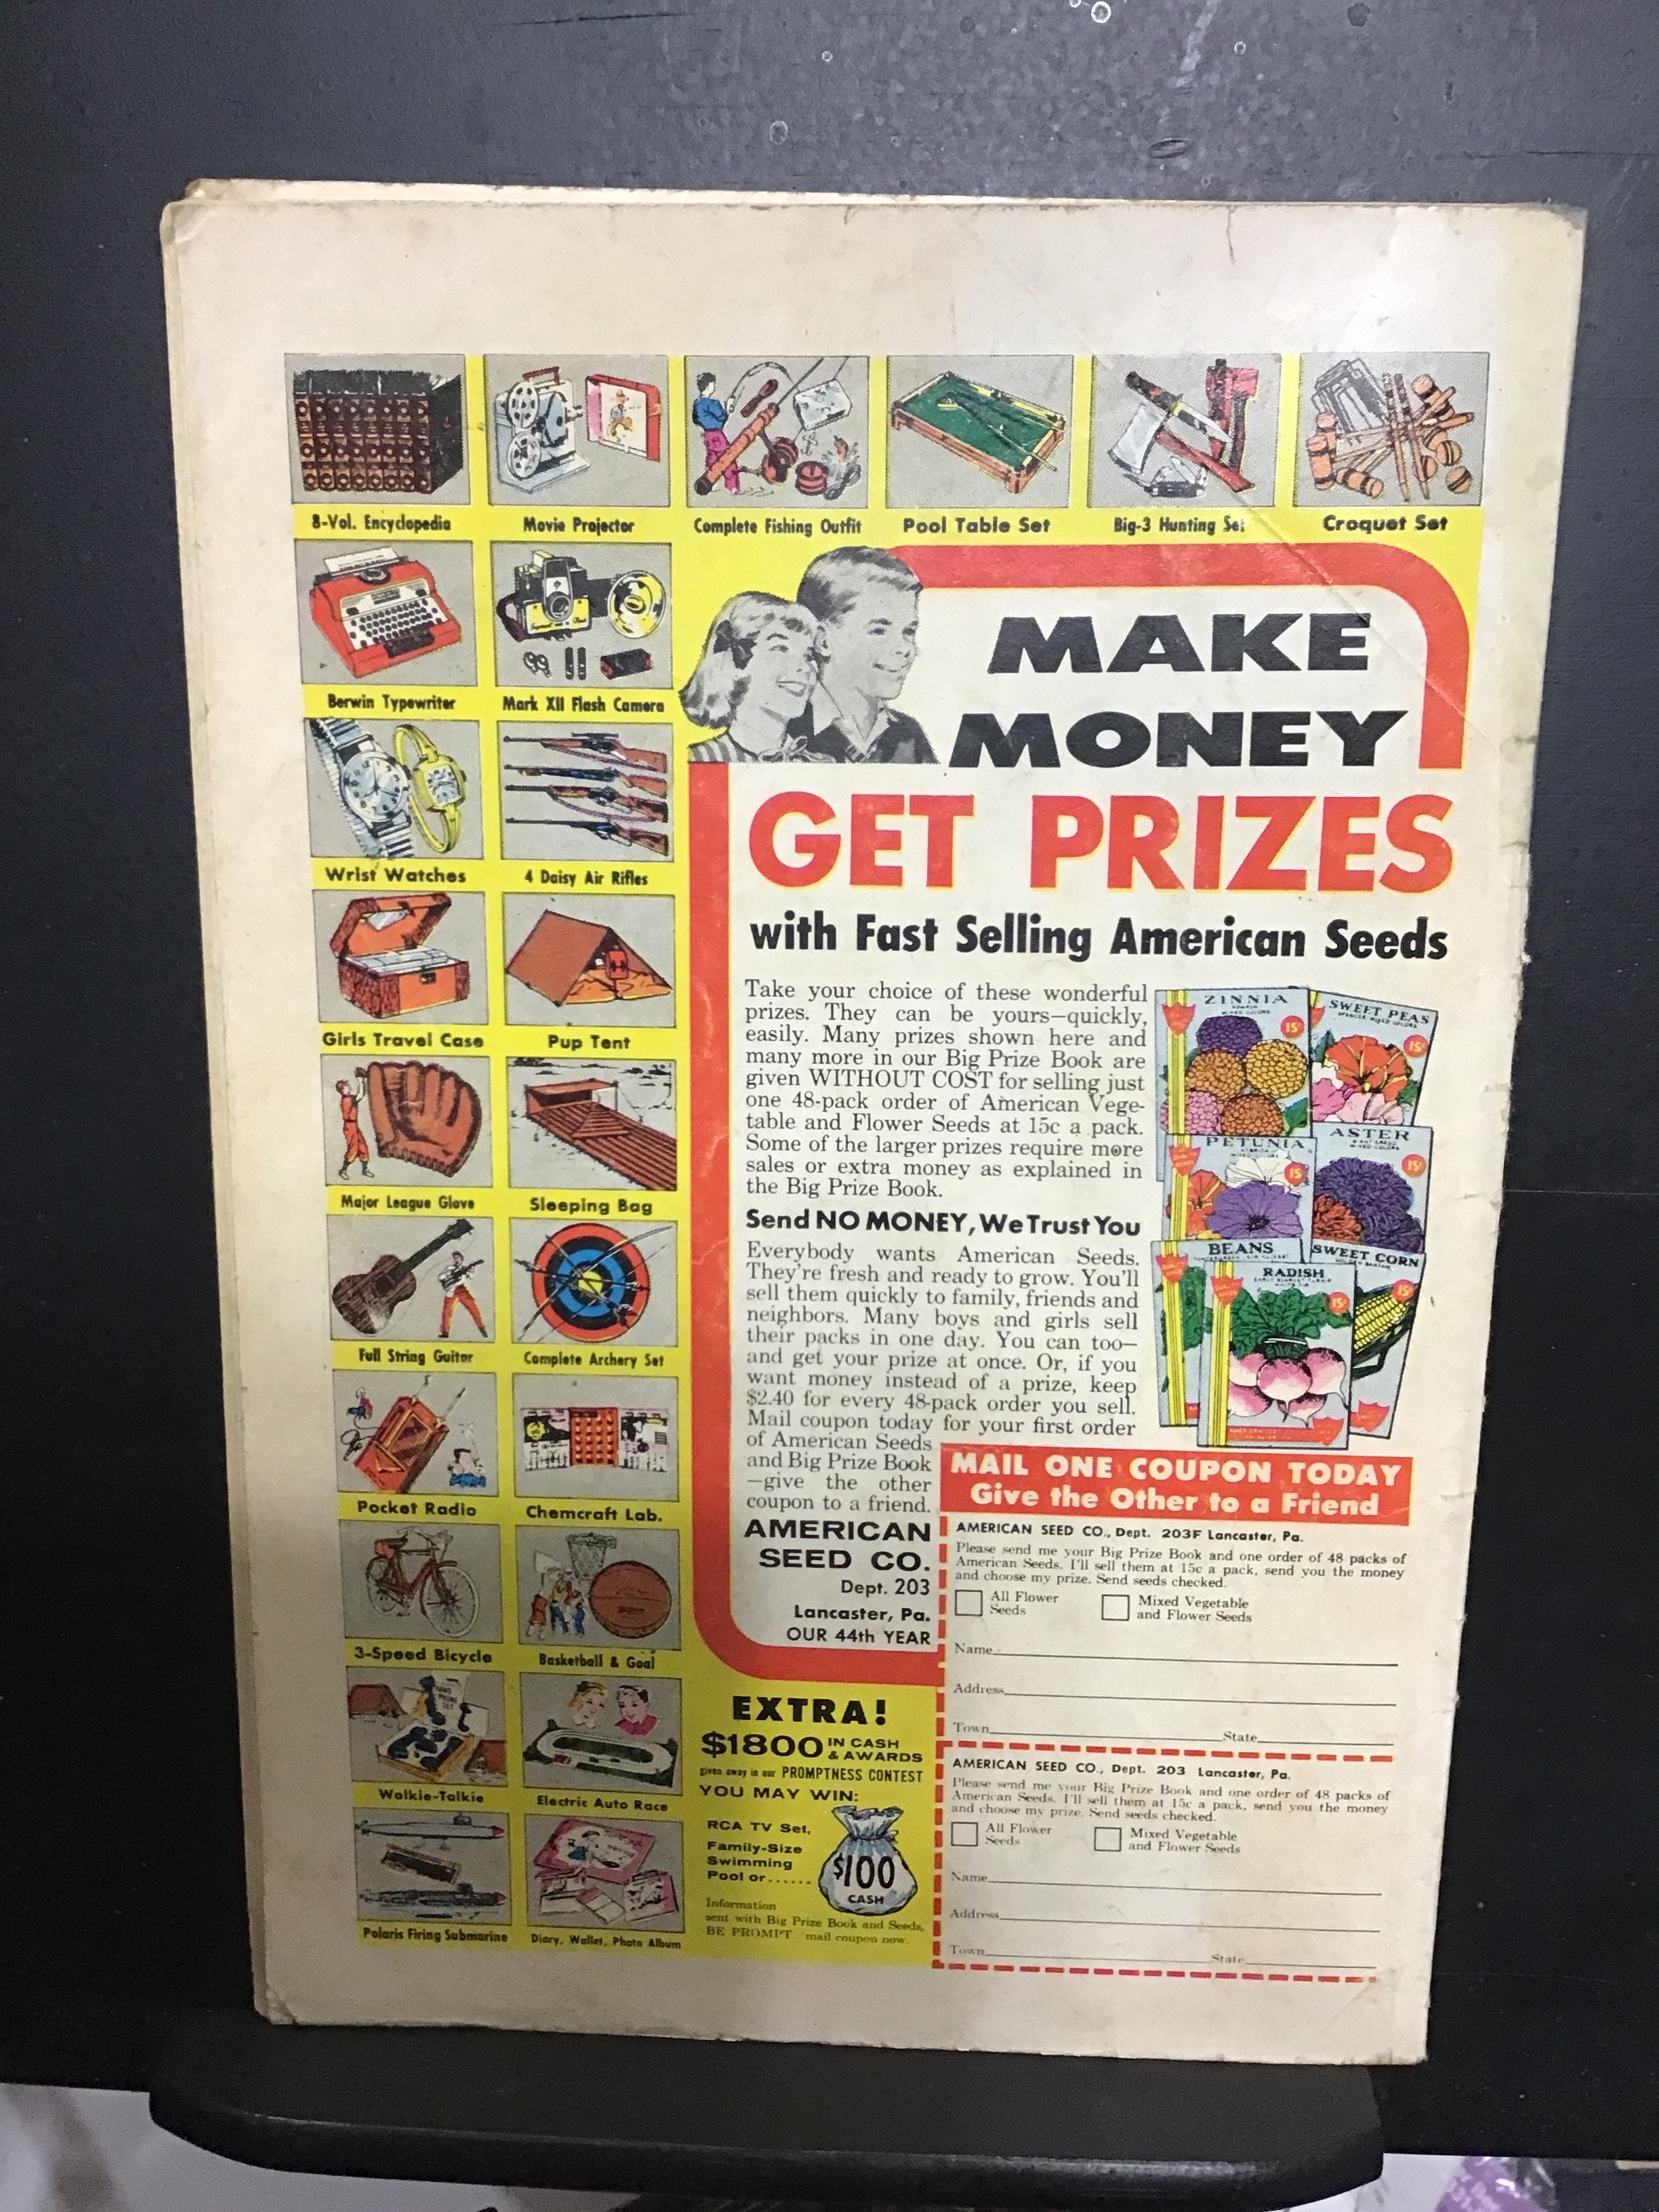 8-Vol. Encyclopedia
Movie Projector
Complete Fishing Outfit
Pool Table Set
Big-3 Hunting Set
Croquet Set
Berwin Typewriter
Mark XII Flash Camera
Wrist Watches
4 Daisy Air Rifles
Girls Travel Case
Pup Tent
Major League Glove
Sleeping Bag
Full String Guitar
Complete Archery Set
Pocket Radio
Chemcraft Lab.
3-Speed Bicycle
Basketball & Goal
Walkie-Talkie
Electric Auto Race
Polaris Firing Submarine
Diary, Wallet, Photo Album
MAKE
MONEY
GET PRIZES
with Fast Selling American Seeds
Take your choice of these wonderful
prizes. They can be yours—quickly,
easily. Many prizes shown here and
many more in our Big Prize Book are
given WITHOUT COST for selling just
one 48-pack order of American Vege-
table and Flower Seeds at 15c a pack.
Some of the larger prizes require more
sales or extra money as explained in
the Big Prize Book.
Send NO MONEY, We Trust You
Everybody wants American Seeds.
They're fresh and ready to grow. You'll
sell them quickly to family, friends and
neighbors. Many boys and girls sell
their packs in one day. You can too—
and get your prize at once. Or, if you
want money instead of a prize, keep
$2.40 for every 48-pack order you sell.
Mail coupon today for your first order
of American Seeds
and Big Prize Book
—give the other
coupon to a friend.
AMERICAN
SEED CO.
Dept. 203
Lancaster, Pa.
OUR 44th YEAR
ZINNIA
MIXED COLORS
15¢
SWEET PEAS
SPENCER MIXED COLORS
15¢
PETUNIA
MIXED COLORS
15¢
ASTER
MIXED COLORS
15¢
BEANS
SWEET CORN
15¢
RADISH
15¢
MAIL ONE COUPON TODAY
Give the Other to a Friend
AMERICAN SEED CO., Dept. 203F Lancaster, Pa.
Please send me your Big Prize Book and one order of 48 packs of
American Seeds. I'll sell them at 15c a pack, send you the money
and choose my prize. Send seeds checked.
All Flower
Seeds
Mixed Vegetable
and Flower Seeds
Name
Address
Town State
AMERICAN SEED CO., Dept. 203 Lancaster, Pa.
Please send me your Big Prize Book and one order of 48 packs of
American Seeds. I'll sell them at 15c a pack, send you the money
and choose my prize. Send seeds checked.
All Flower
Seeds
Mixed Vegetable
and Flower Seeds
Name
Address
Town State
EXTRA!
$1800 IN CASH
& AWARDS
given away in our PROMPTNESS CONTEST
YOU MAY WIN:
RCA TV Set,
Family-Size
Swimming
Pool or......
$100
CASH
Information
sent with Big Prize Book and Seeds.
BE PROMPT mail coupon now.